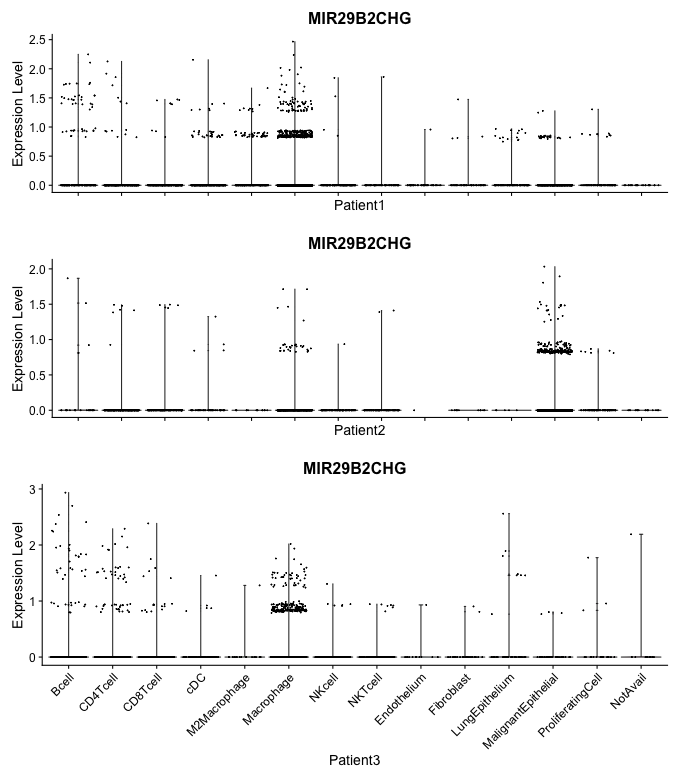 MIR29B2CHG
Expression Level
2.5
2.0
1.5
1.0
0.5
0.0
Patient1
MIR29B2CHG
Expression Level
2.0
1.5
1.0
0.5
0.0
Patient2
MIR29B2CHG
Expression Level
3
2
1
0
Bcell
CD4Tcell
CD8Tcell
cDC
M2Macrophage
Macrophage
NKcell
NKTcell
Endothelium
Fibroblast
LungEpithelium
MalignantEpithelial
ProliferatingCell
NotAvail
Patient3